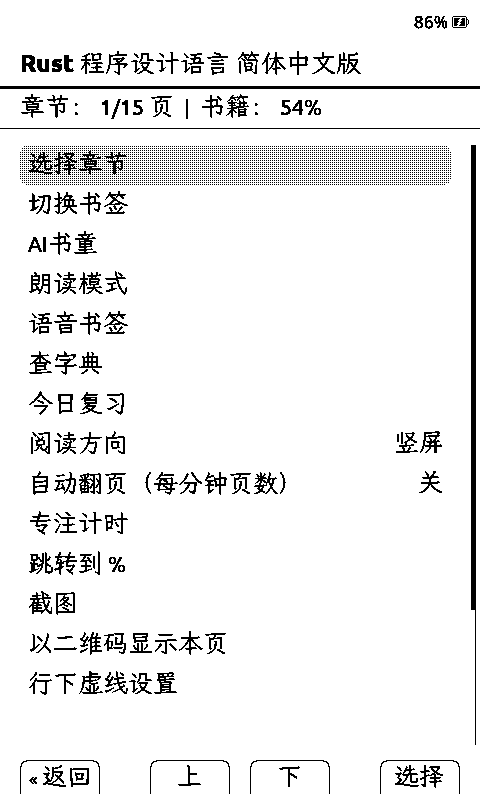 86%
Rust 程序设计语言 简体中文版
章节： 1/15 页 | 书籍： 54%
选择章节
切换书签
AI书童
朗读模式
语音书签
查字典
今日复习
阅读方向 竖屏
自动翻页（每分钟页数） 关
专注计时
跳转到 %
截图
以二维码显示本页
行下虚线设置
« 返回 上 下 选择